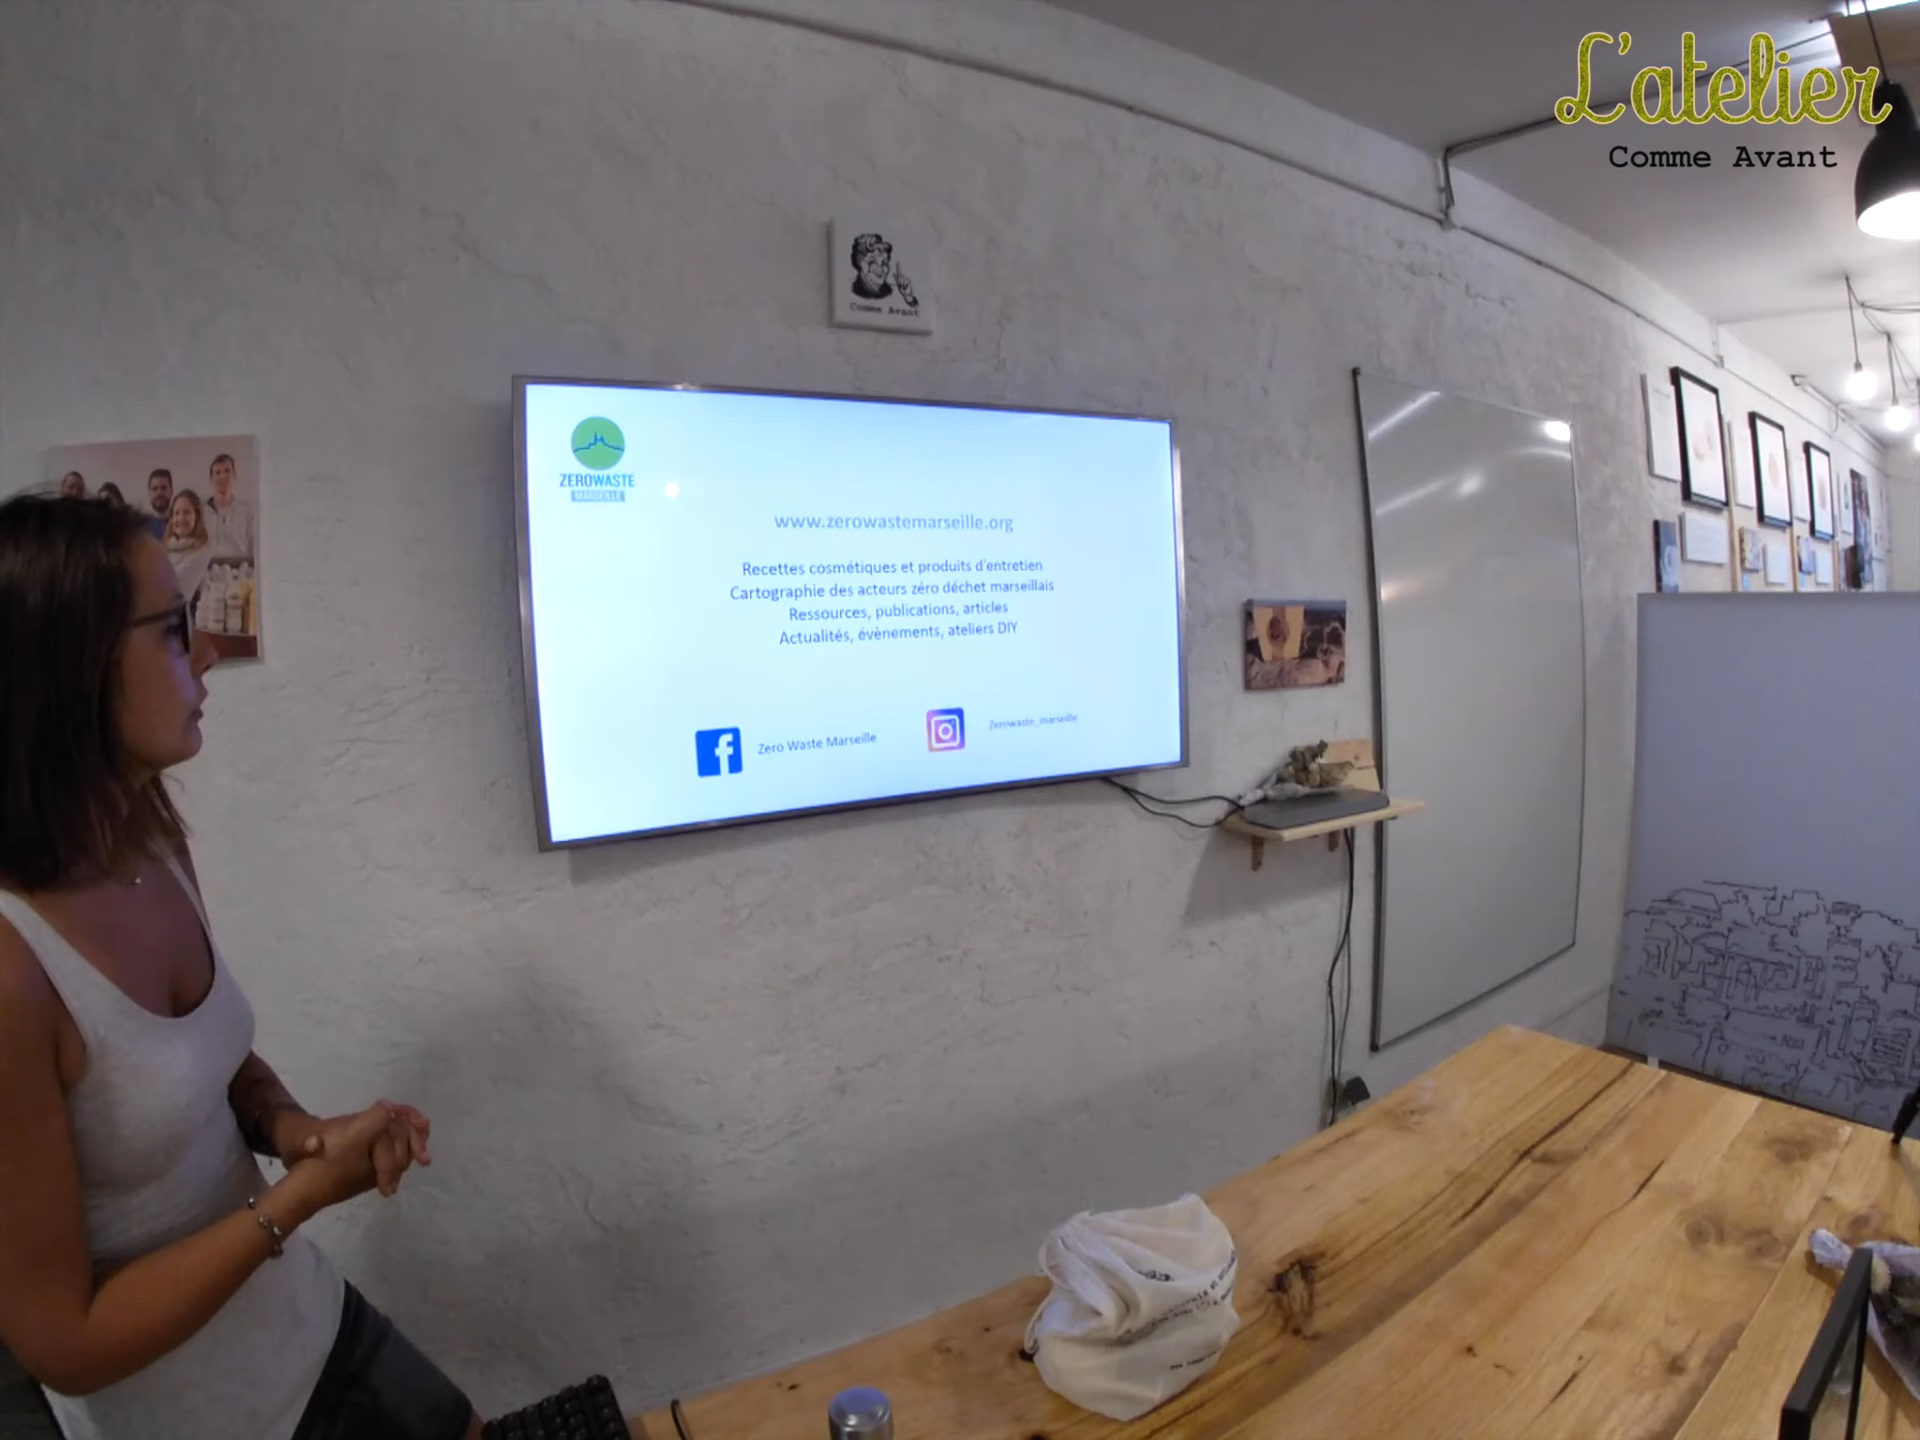 L'atelier
Comme Avant
Comme Avant
ZEROWASTE
MARSEILLE
www.zerowastemarseille.org
Recettes cosmétiques et produits d'entretien
Cartographie des acteurs zéro déchet marseillais
Ressources, publications, articles
Actualités, évènements, ateliers DIY
Zero Waste Marseille
Zerowaste_marseille